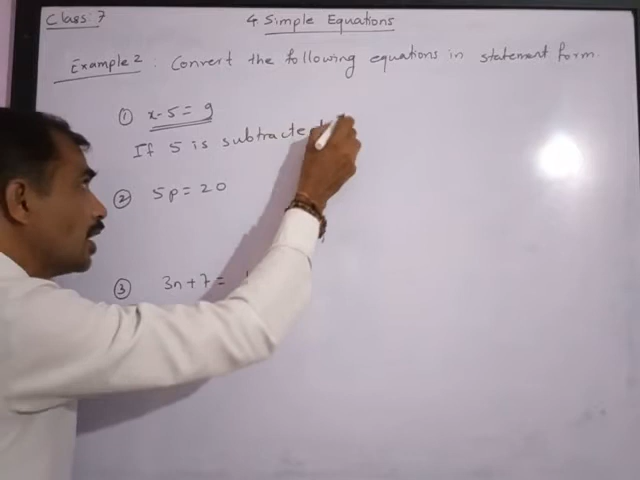 Class: 7
4. Simple Equations
Example 2 : Convert the following equations in statement form.
① x - 5 = 9
If 5 is subtracte
② 5p = 20
③ 3n + 7 =